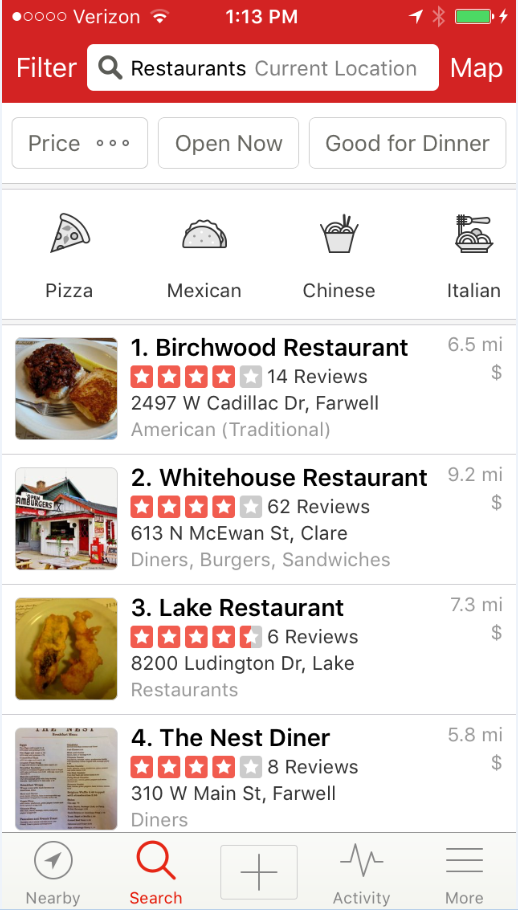 Verizon 1:13 PM
Filter Restaurants Current Location Map
Price Open Now Good for Dinner
Pizza Mexican Chinese Italian
1. Birchwood Restaurant 6.5 mi
14 Reviews $
2497 W Cadillac Dr, Farwell
American (Traditional)
2. Whitehouse Restaurant 9.2 mi
62 Reviews $
613 N McEwan St, Clare
Diners, Burgers, Sandwiches
3. Lake Restaurant 7.3 mi
6 Reviews $
8200 Ludington Dr, Lake
Restaurants
4. The Nest Diner 5.8 mi
8 Reviews $
310 W Main St, Farwell
Diners
Nearby Search Activity More